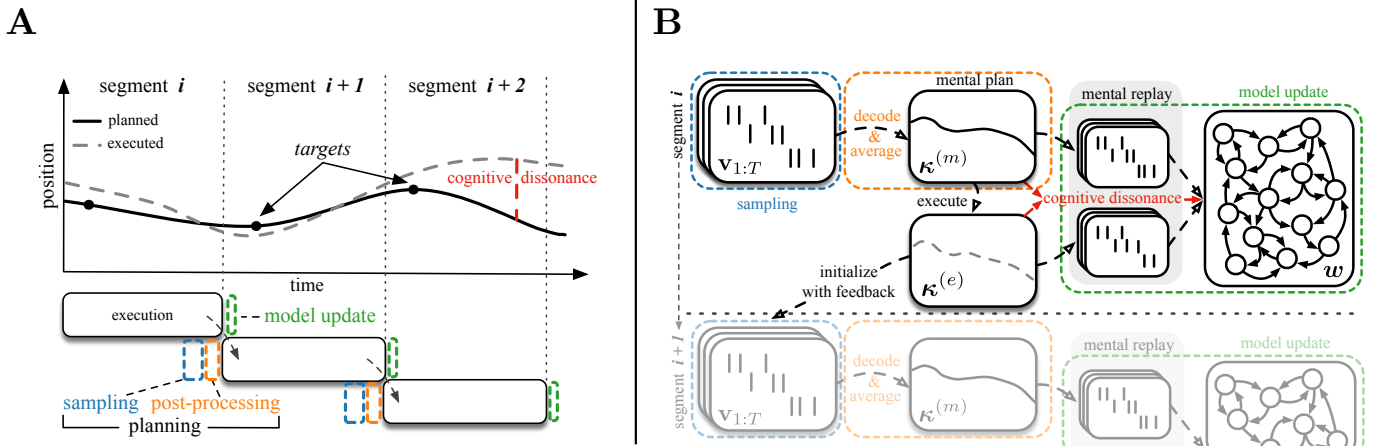 A
segment i
segment i + 1
segment i + 2
planned
executed
targets
cognitive dissonance
position
time
execution
model update
sampling
post-processing
planning
B
segment i
v1:T
sampling
decode
&
average
mental plan
κ(m)
execute
κ(e)
initialize
with feedback
cognitive dissonance
mental replay
model update
w
segment i + 1
v1:T
decode
&
average
κ(m)
mental replay
model update